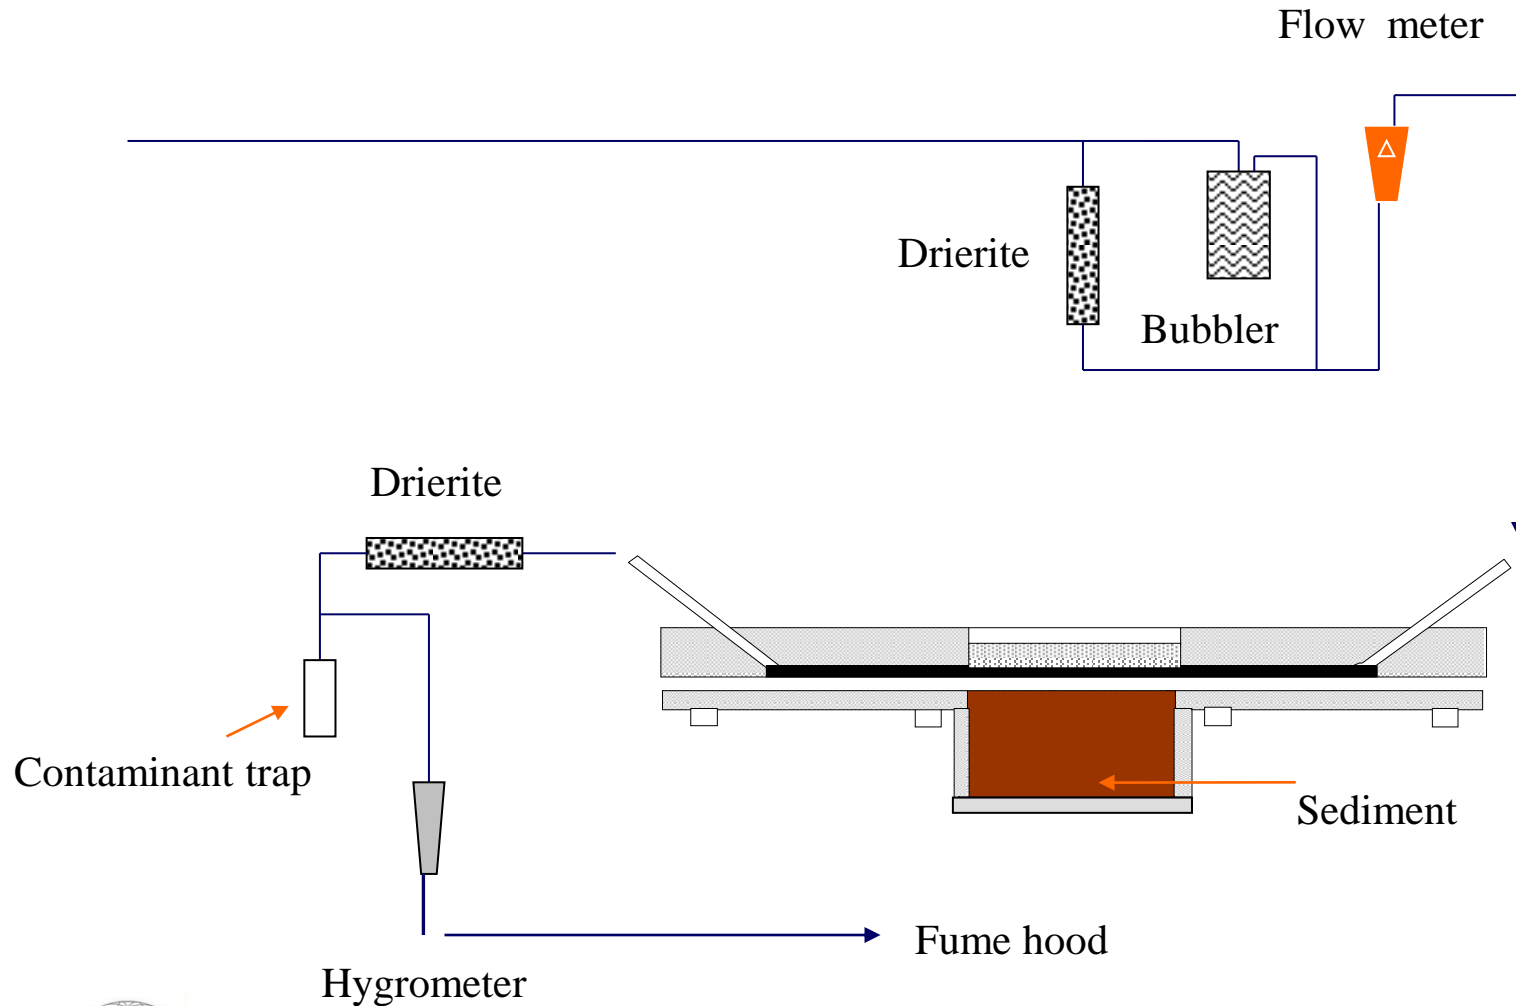 Flow meter
Drierite
Bubbler
Drierite
Contaminant trap
Sediment
Fume hood
Hygrometer